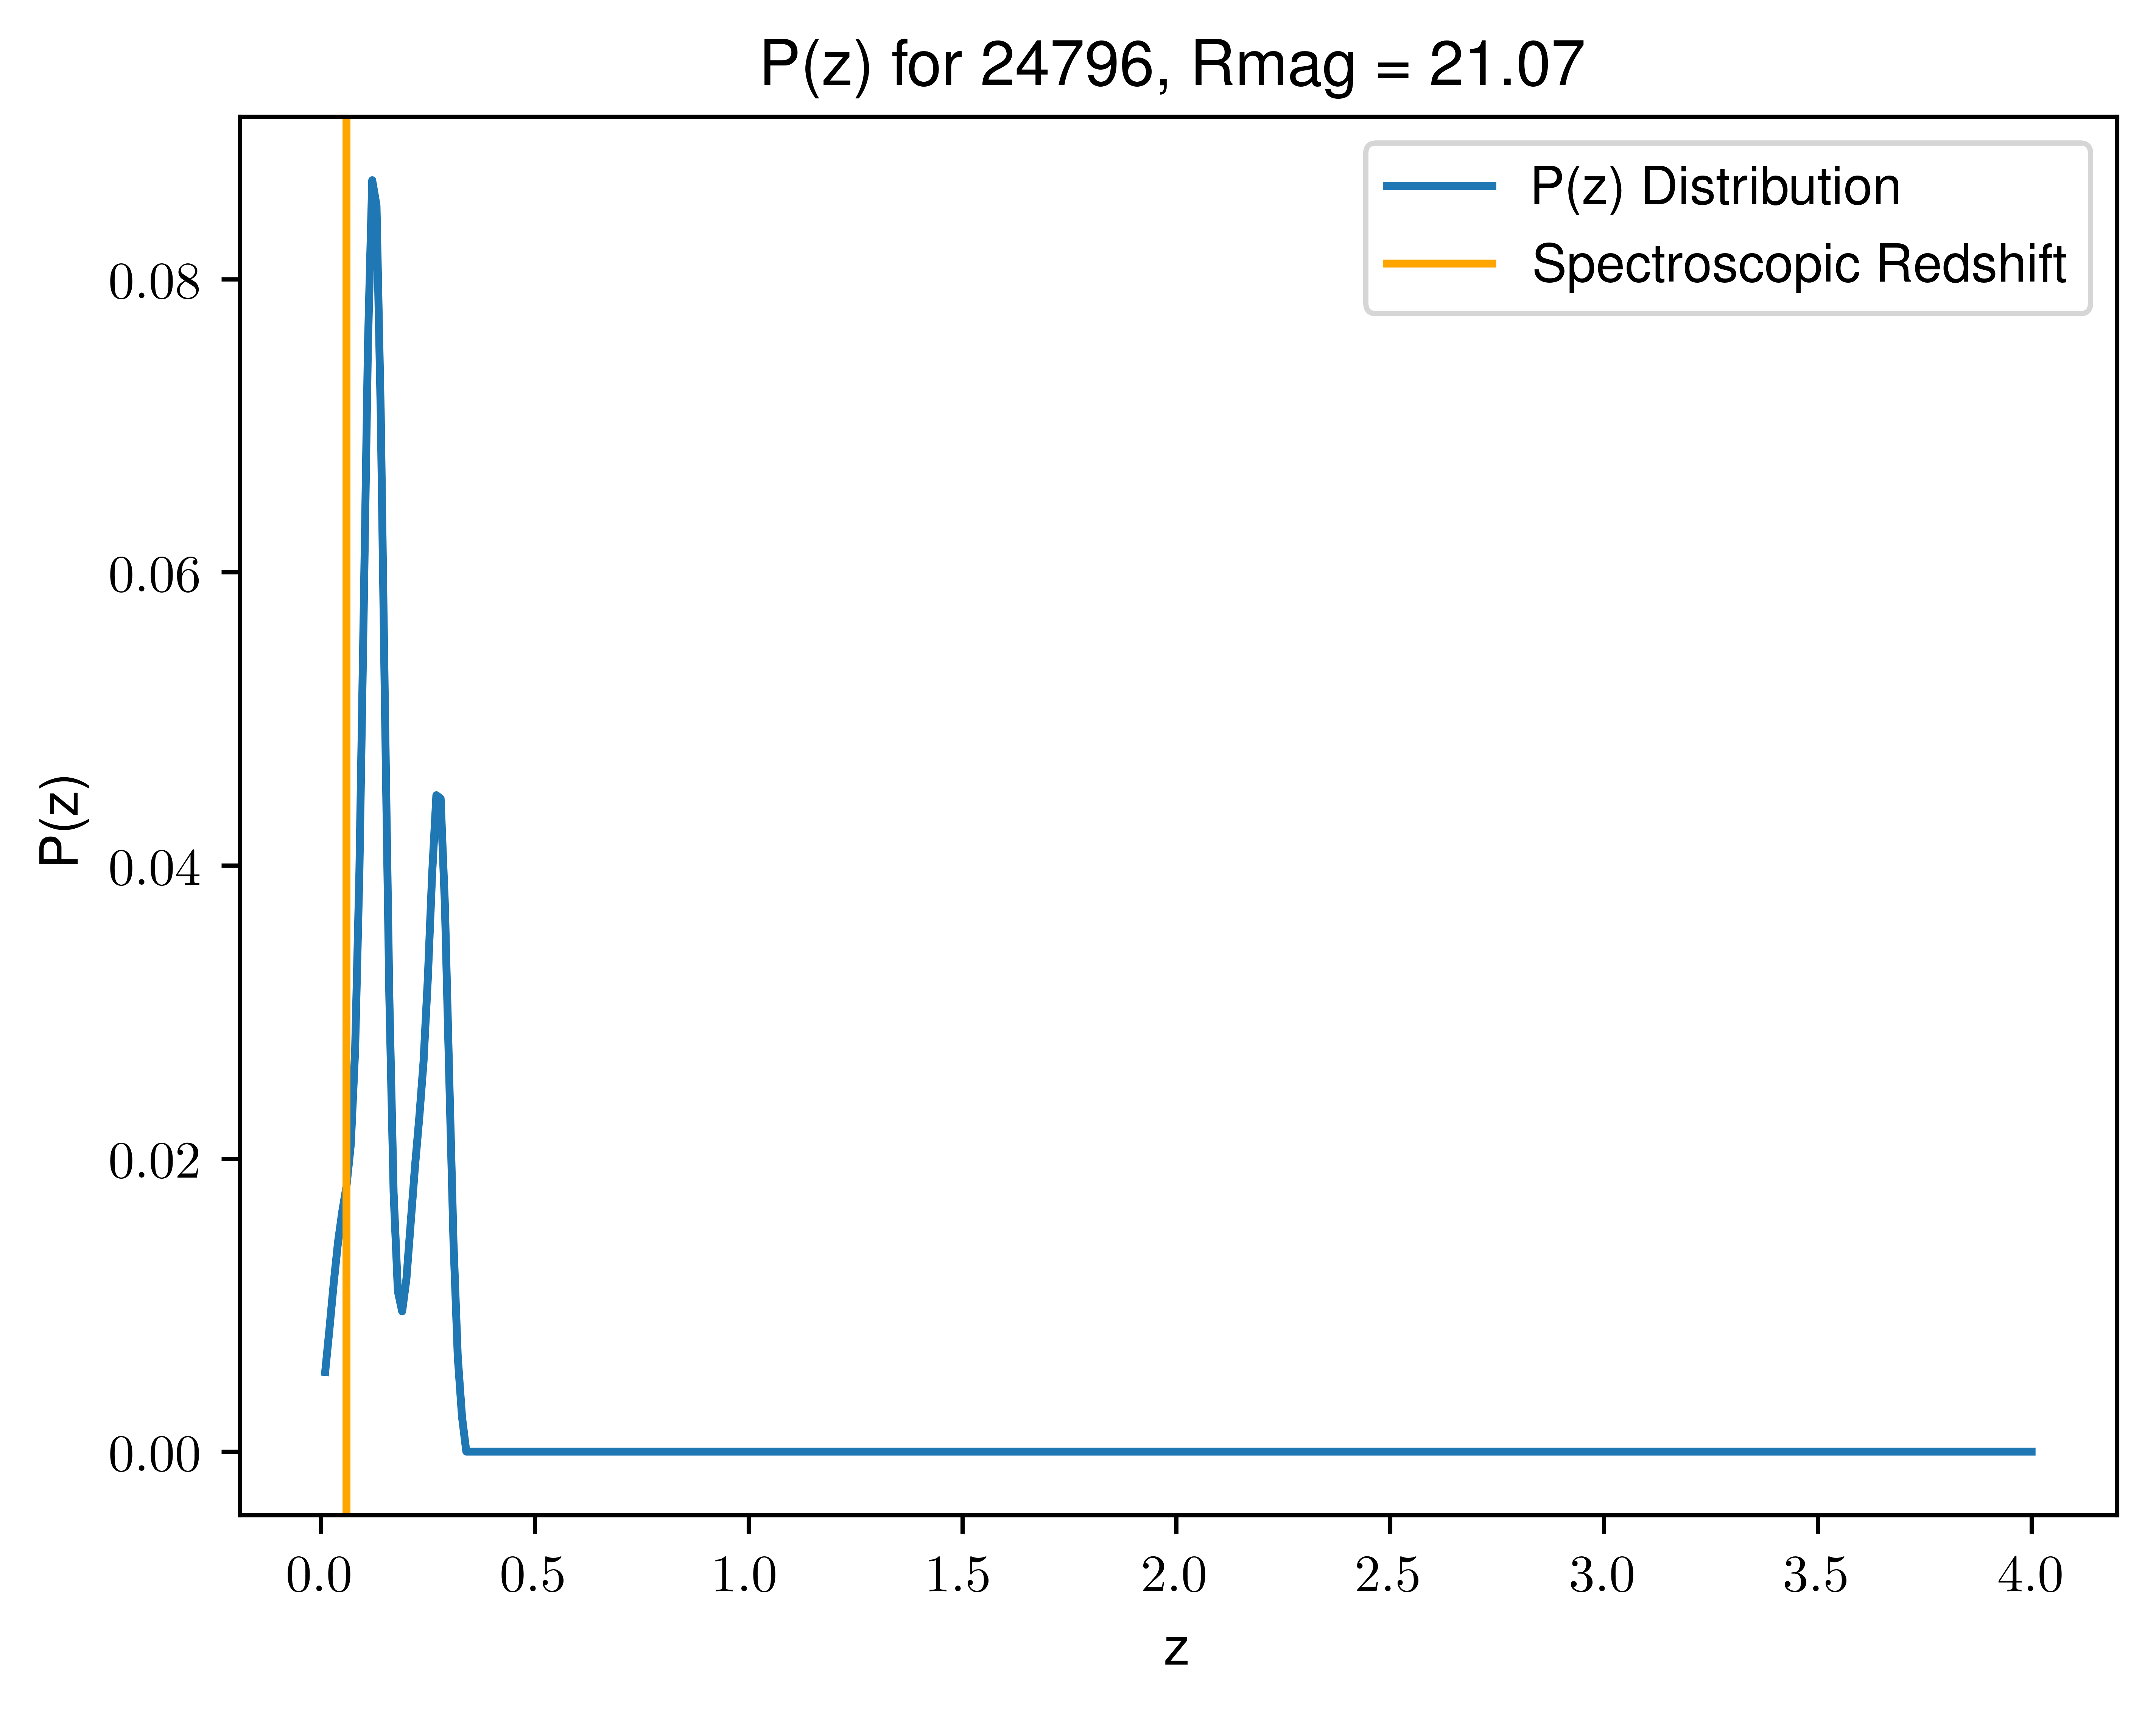 P(z) for 24796, Rmag = 21.07
P(z) Distribution
Spectroscopic Redshift
P(z)
0.08
0.06
0.04
0.02
0.00
0.0 0.5 1.0 1.5 2.0 2.5 3.0 3.5 4.0
z